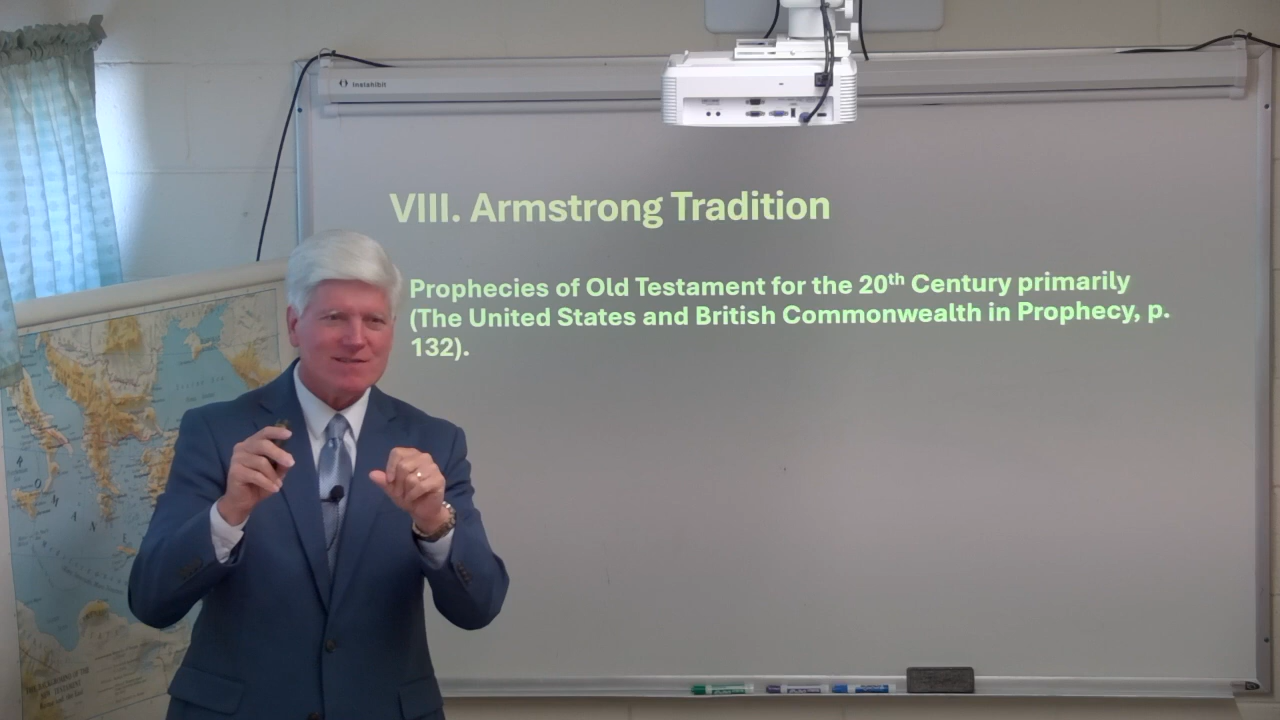 Instahibit
VIII. Armstrong Tradition
Prophecies of Old Testament for the 20th Century primarily
(The United States and British Commonwealth in Prophecy, p.
132).